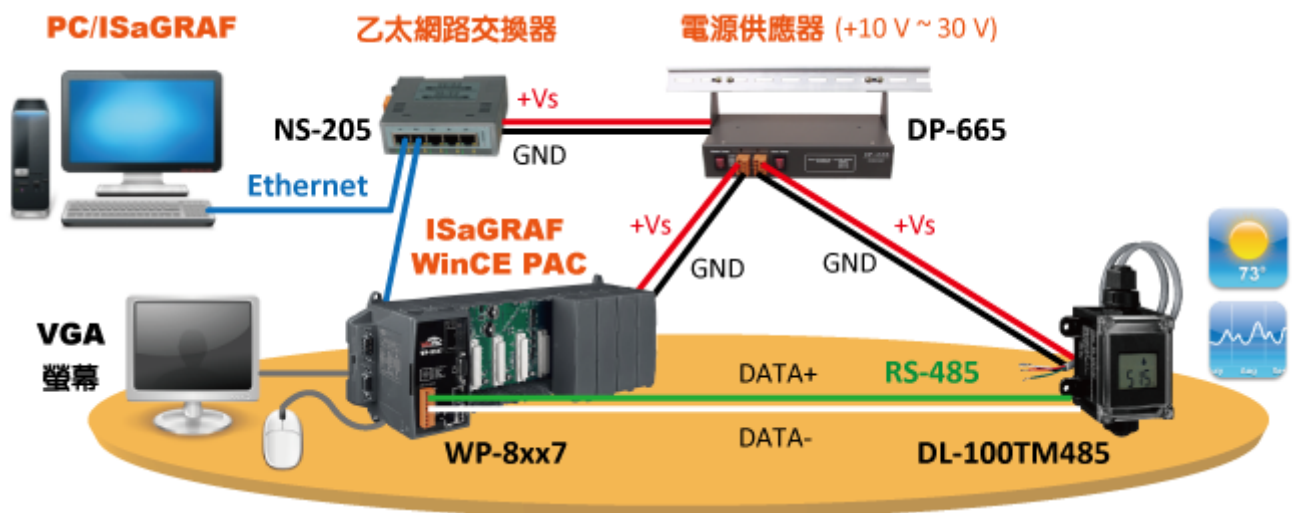 PC/ISaGRAF
乙太網路交換器
電源供應器 (+10 V ~ 30 V)
NS-205
+Vs
GND
DP-665
Ethernet
ISaGRAF
WinCE PAC
+Vs
GND
+Vs
GND
73°
VGA
螢幕
DATA+
RS-485
DATA-
515
WP-8xx7
DL-100TM485